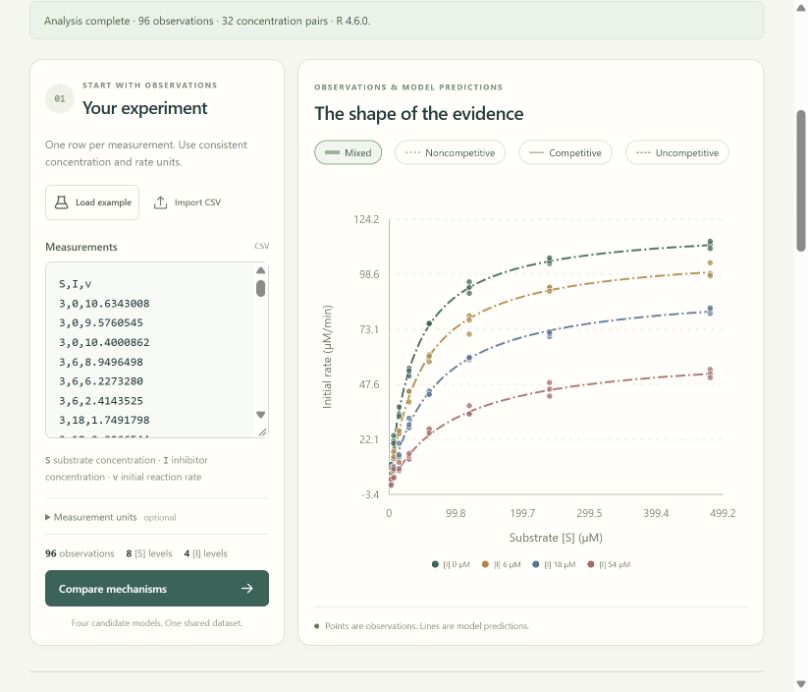 Analysis complete · 96 observations · 32 concentration pairs · R 4.6.0.
01
START WITH OBSERVATIONS
Your experiment
One row per measurement. Use consistent
concentration and rate units.
Load example
Import CSV
Measurements
CSV
S,I,v
3,0,10.6343008
3,0,9.5760545
3,0,10.4000862
3,6,8.9496498
3,6,6.2273280
3,6,2.4143525
3,18,1.7491798
S substrate concentration · I inhibitor
concentration · v initial reaction rate
Measurement units optional
96 observations 8 [S] levels 4 [I] levels
Compare mechanisms
Four candidate models. One shared dataset.
OBSERVATIONS & MODEL PREDICTIONS
The shape of the evidence
Mixed
Noncompetitive
Competitive
Uncompetitive
124.2
98.6
73.1
47.6
22.1
-3.4
Initial rate (µM/min)
0 99.8 199.7 299.5 399.4 499.2
Substrate [S] (µM)
[I] 0 µM [I] 6 µM [I] 18 µM [I] 54 µM
Points are observations. Lines are model predictions.